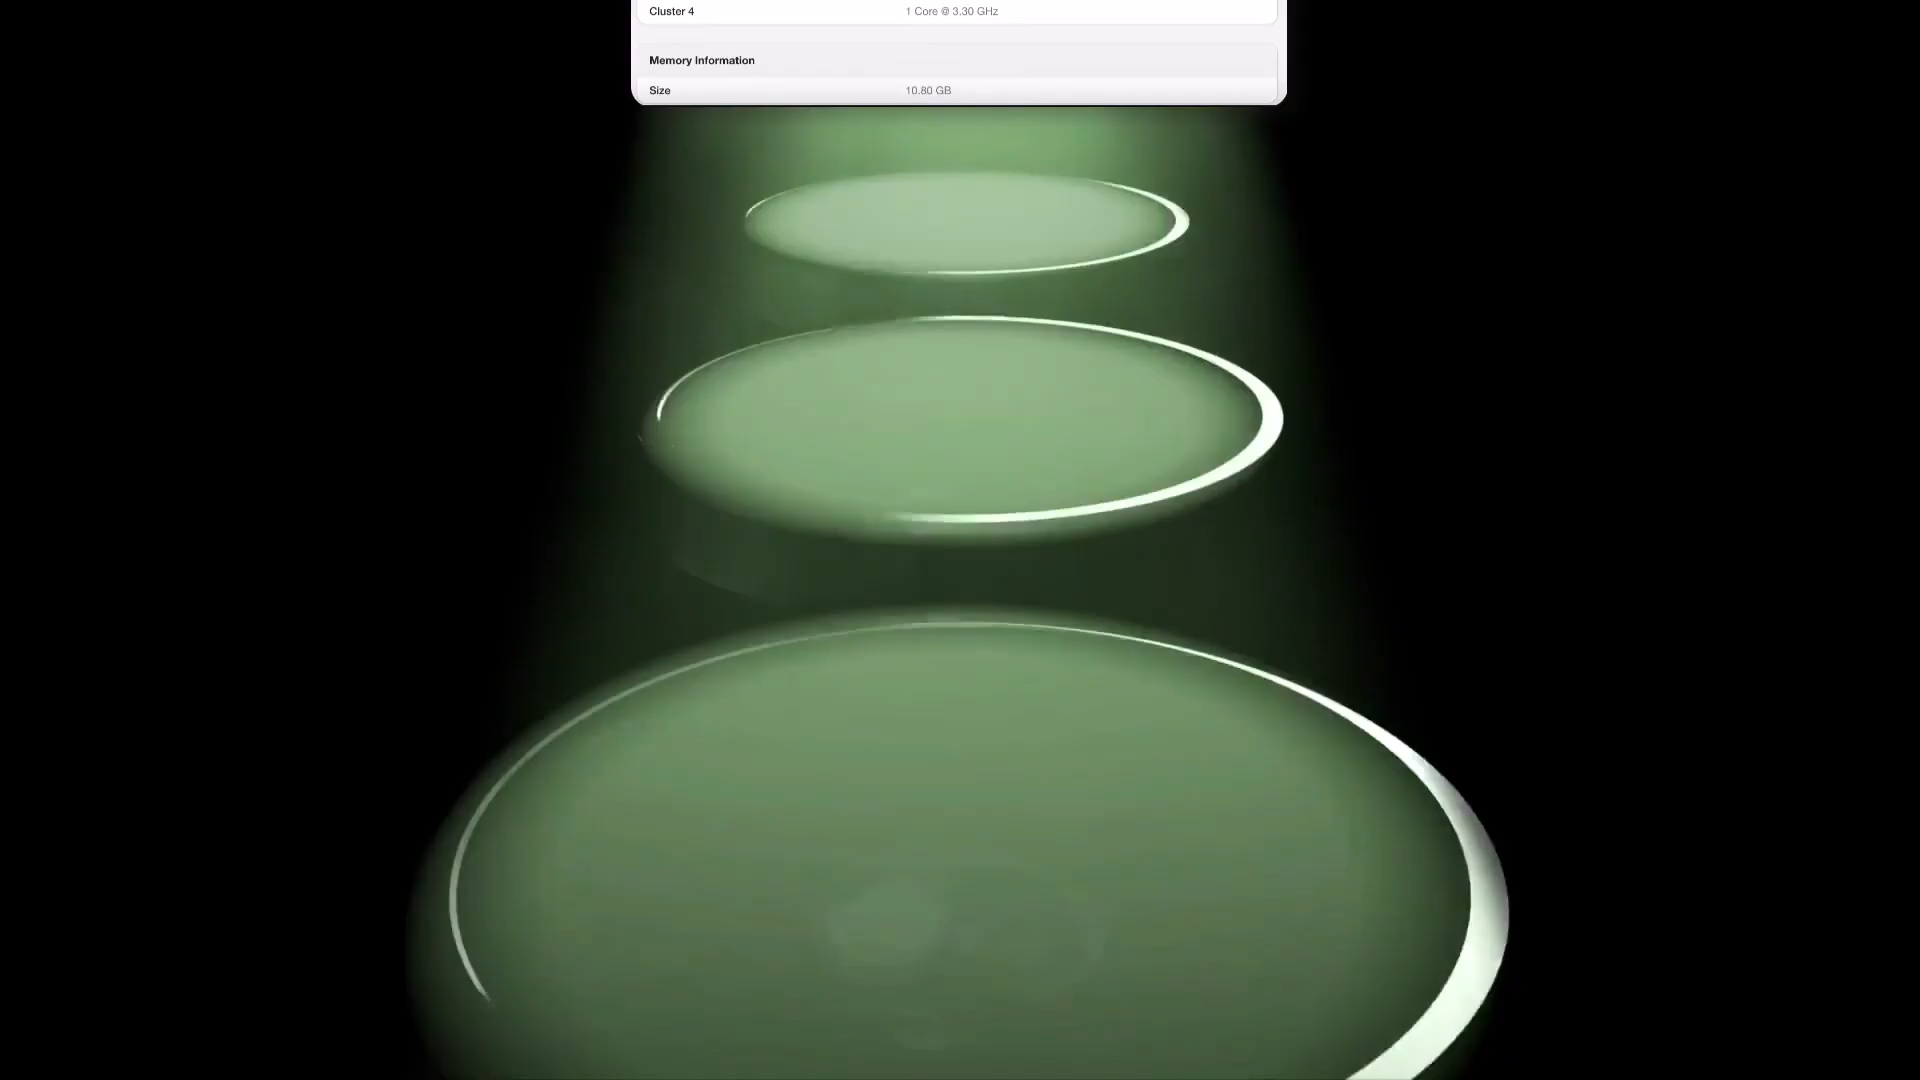 Cluster 4 1 Core @ 3.30 GHz
Memory Information
Size 10.80 GB